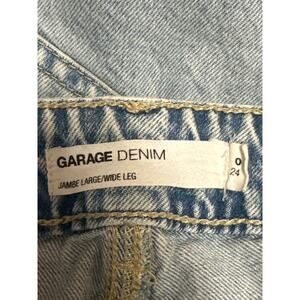 GARAGE DENIM
JAMBE LARGE/WIDE LEG
0
24